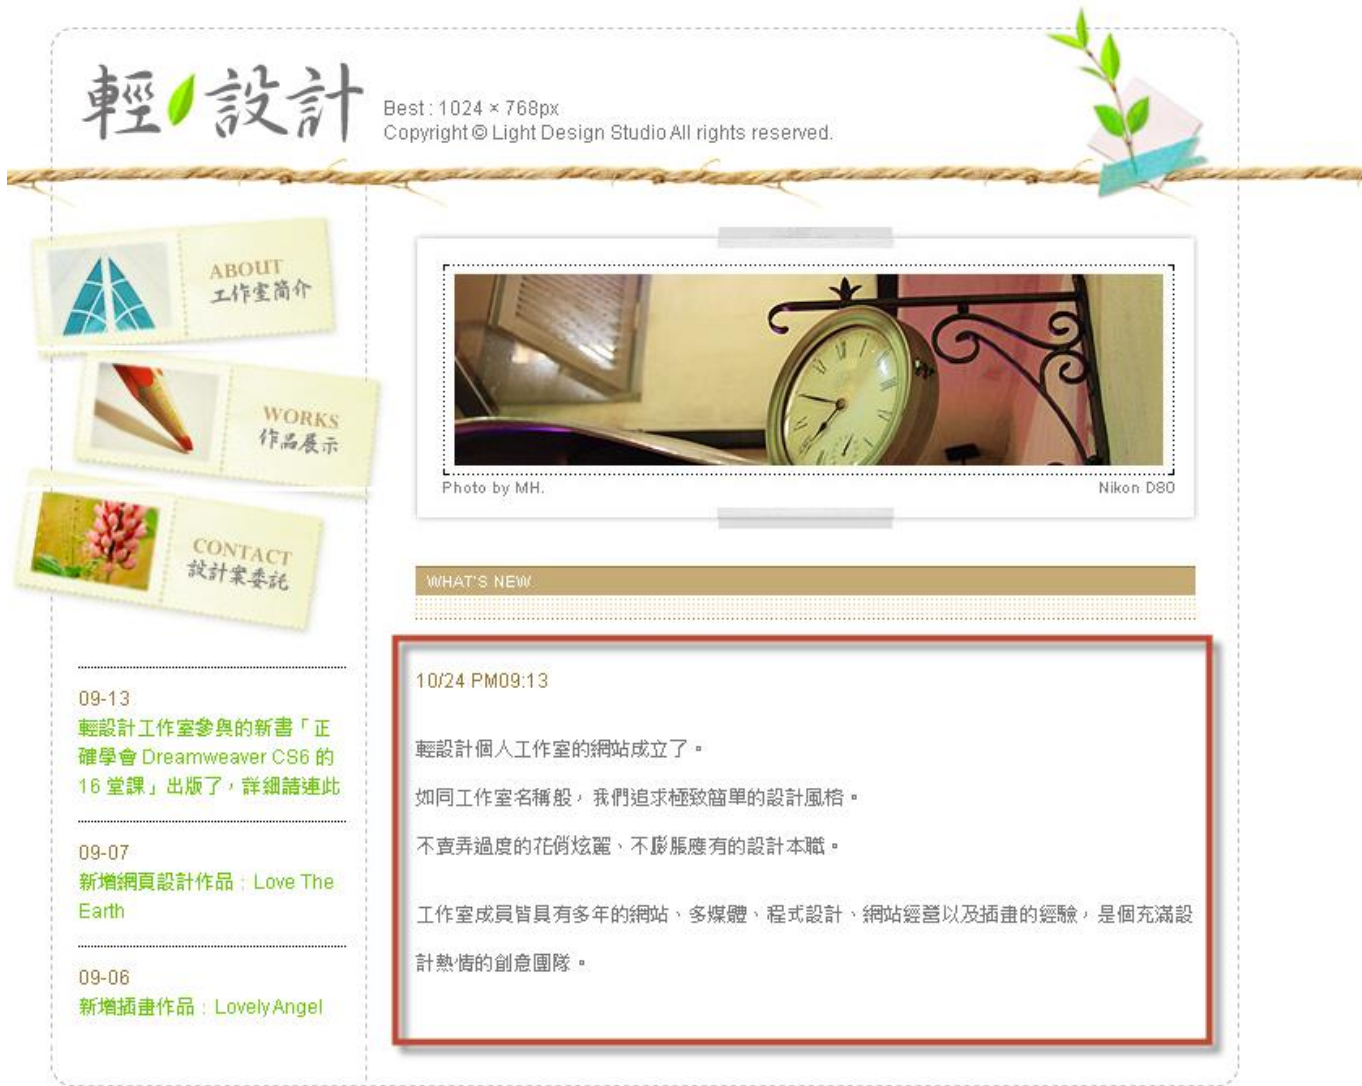 輕設計
Best : 1024 × 768px
Copyright © Light Design Studio All rights reserved.
ABOUT
工作室簡介
WORKS
作品展示
CONTACT
設計案委託
09-13
輕設計工作室參與的新書「正
確學會 Dreamweaver CS6 的
16 堂課」出版了，詳細請連此
09-07
新增網頁設計作品：Love The
Earth
09-06
新增插畫作品：Lovely Angel
Photo by MH.
Nikon D80
WHAT'S NEW
10/24 PM09:13
輕設計個人工作室的網站成立了。
如同工作室名稱般，我們追求極致簡單的設計風格。
不賣弄過度的花俏炫麗、不膨脹應有的設計本職。
工作室成員皆具有多年的網站、多媒體、程式設計、網站經營以及插畫的經驗，是個充滿設
計熱情的創意團隊。